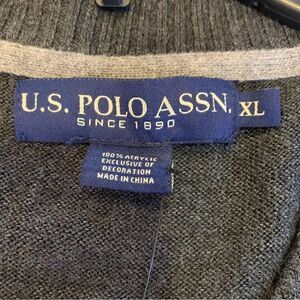 U.S. POLO ASSN. XL
SINCE 1890
100% ACRYLIC
EXCLUSIVE OF
DECORATION
MADE IN CHINA